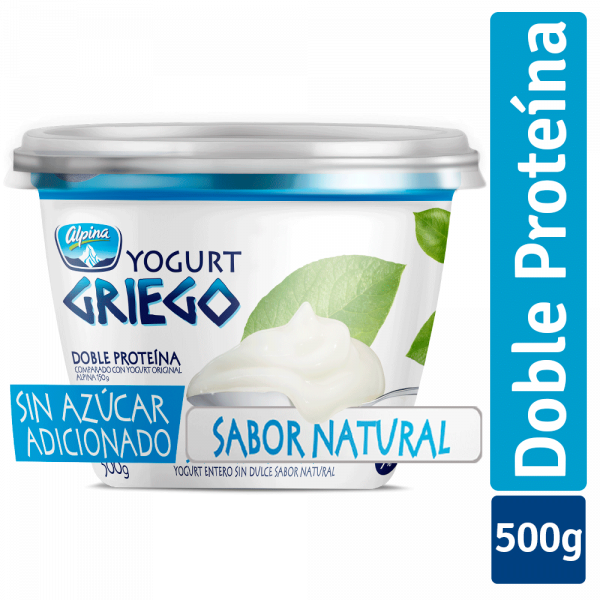 Alpina
YOGURT
GRIEGO
DOBLE PROTEÍNA
COMPARADO CON YOGURT ORIGINAL
ALPINA 150g
SIN AZÚCAR
ADICIONADO
SABOR NATURAL
500g
YOGURT ENTERO SIN DULCE SABOR NATURAL
Doble Proteína
500g